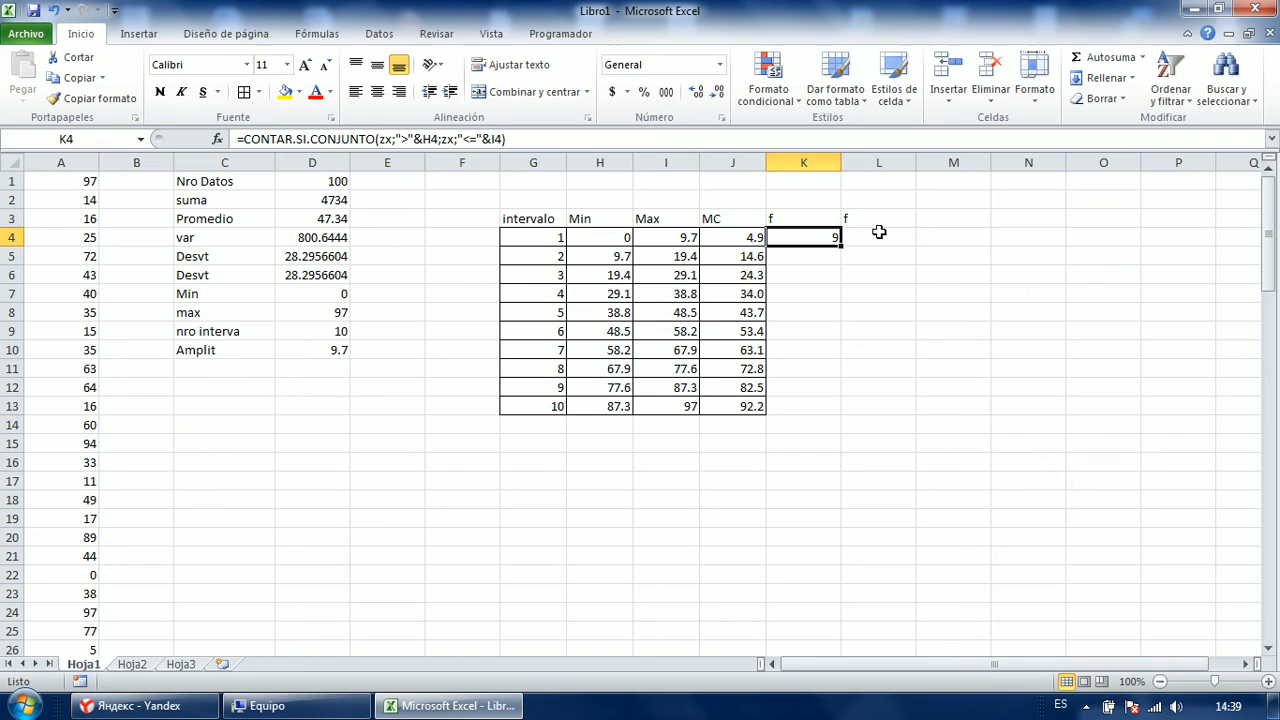 Libro1 - Microsoft Excel
Archivo Inicio Insertar Diseño de página Fórmulas Datos Revisar Vista Programador
Pegar
Cortar
Copiar
Copiar formato
Portapapeles
Calibri 11
N K S
Fuente
Ajustar texto
Combinar y centrar
Alineación
General
$ % 000
Número
Formato condicional
Dar formato como tabla
Estilos de celda
Estilos
Insertar Eliminar Formato
Celdas
Autosuma
Rellenar
Borrar
Ordenar y filtrar
Buscar y seleccionar
Modificar
K4 fx =CONTAR.SI.CONJUNTO(zx;">"&H4;zx;"<="&I4)
A B C D E F G H I J K L M N O P Q
1 97 Nro Datos 100
2 14 suma 4734
3 16 Promedio 47.34 intervalo Min Max MC f f
4 25 var 800.6444 1 0 9.7 4.9 9
5 72 Desvt 28.2956604 2 9.7 19.4 14.6
6 43 Desvt 28.2956604 3 19.4 29.1 24.3
7 40 Min 0 4 29.1 38.8 34.0
8 35 max 97 5 38.8 48.5 43.7
9 15 nro interva 10 6 48.5 58.2 53.4
10 35 Amplit 9.7 7 58.2 67.9 63.1
11 63 8 67.9 77.6 72.8
12 64 9 77.6 87.3 82.5
13 16 10 87.3 97 92.2
14 60
15 94
16 33
17 11
18 49
19 17
20 89
21 44
22 0
23 38
24 97
25 77
26 5
Hoja1 Hoja2 Hoja3
Listo 100%
Яндекс - Yandex Equipo Microsoft Excel - Libr... ES 14:39